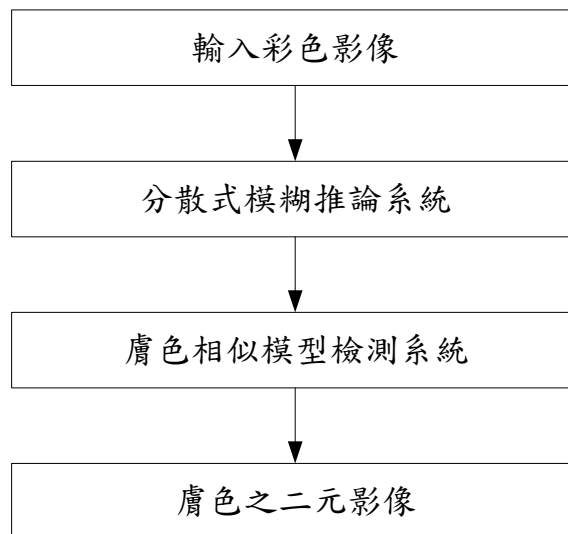 輸入彩色影像
分散式模糊推論系統
膚色相似模型檢測系統
膚色之二元影像